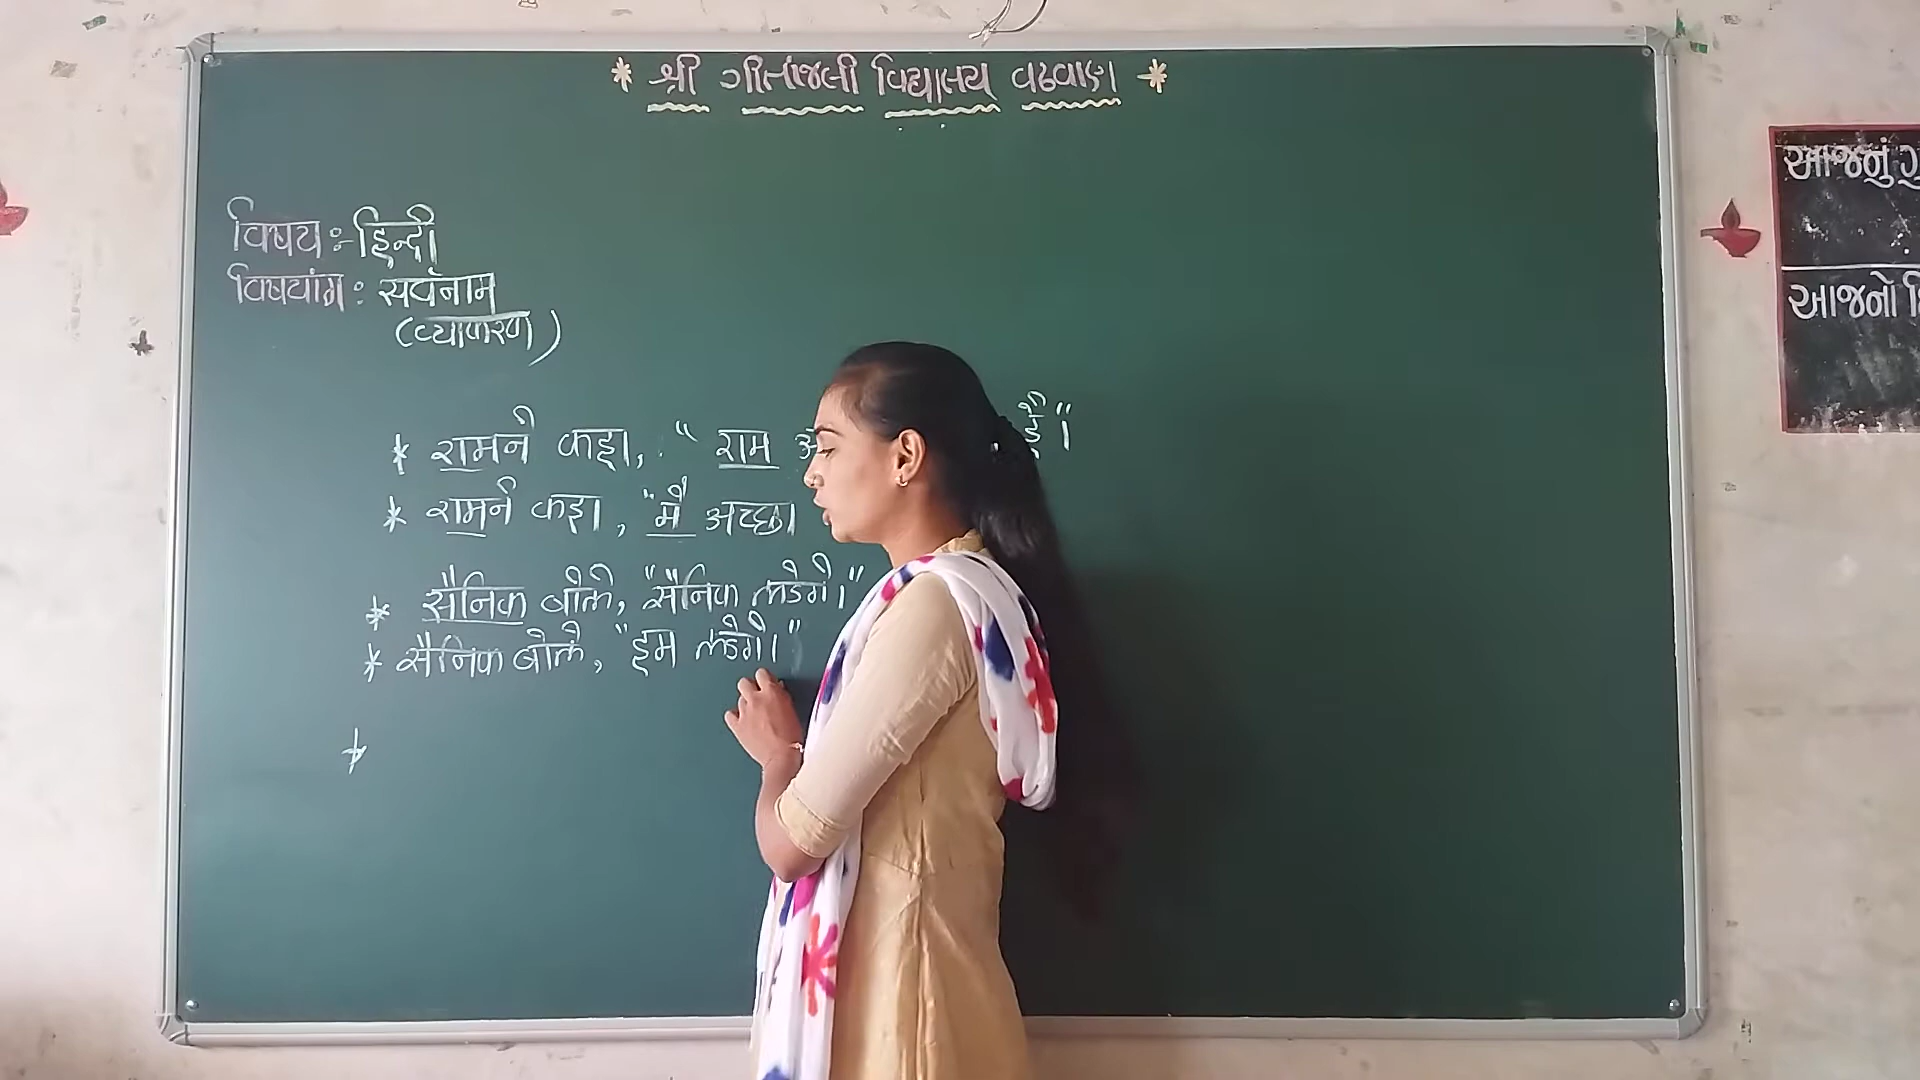 * श्री गीतांजली विद्यालय वढवाण *
विषय :- हिन्दी
विषयांग : सर्वनाम
(व्याकरण)
* रामने कहा, " राम है।"
* रामने कहा, "मैं अच्छा
* सैनिक बोले, "सैनिक लडेगे।"
* सैनिक बोले, "हम लडेगे।"
*
આજનું
આજનો